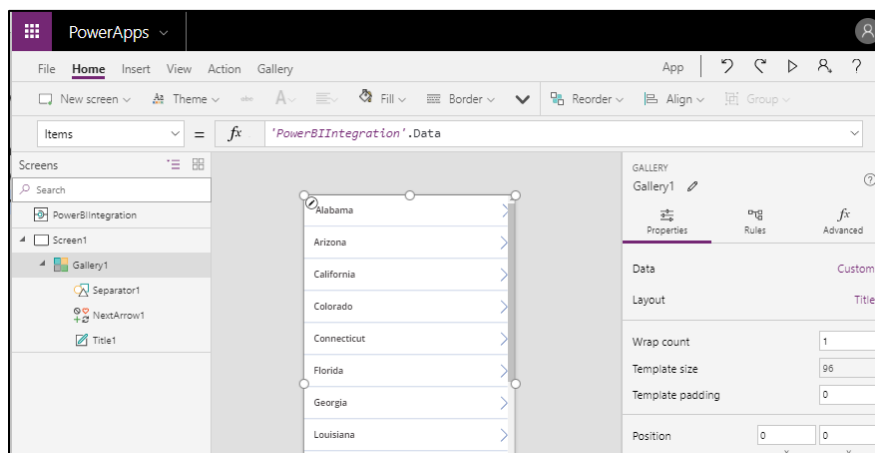 PowerApps
File Home Insert View Action Gallery App ?
New screen Theme A Fill Border Reorder Align Group
Items = fx 'PowerBIIntegration'.Data
Screens
Search
PowerBIIntegration
Screen1
Gallery1
Separator1
NextArrow1
Title1
Alabama
Arizona
California
Colorado
Connecticut
Florida
Georgia
Louisiana
GALLERY
Gallery1 ?
Properties Rules fx Advanced
Data Custom
Layout Title
Wrap count 1
Template size 96
Template padding 0
Position 0 0